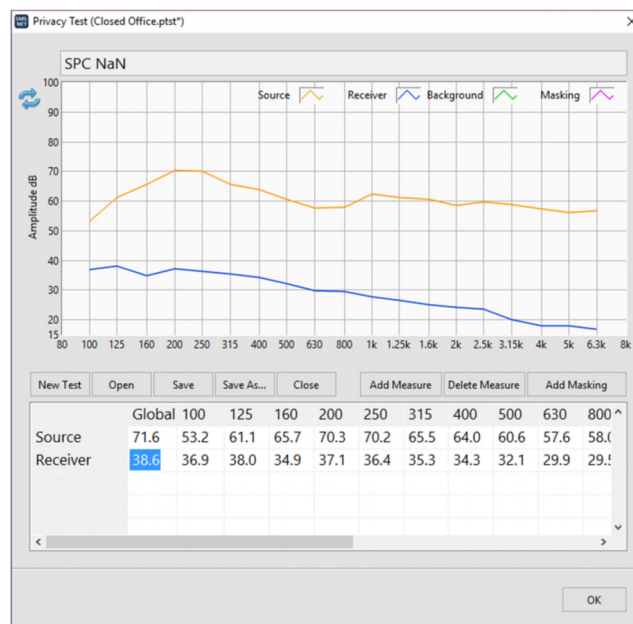 SMS NET Privacy Test (Closed Office.ptst*)
SPC NaN
Source Receiver Background Masking
Amplitude dB
100
90
80
70
60
50
40
30
20
15
80 100 125 160 200 250 315 400 500 630 800 1k 1.25k 1.6k 2k 2.5k 3.15k 4k 5k 6.3k 8k
New Test Open Save Save As... Close Add Measure Delete Measure Add Masking
Global 100 125 160 200 250 315 400 500 630 800
Source 71.6 53.2 61.1 65.7 70.3 70.2 65.5 64.0 60.6 57.6 58.0
Receiver 38.6 36.9 38.0 34.9 37.1 36.4 35.3 34.3 32.1 29.9 29.5
OK